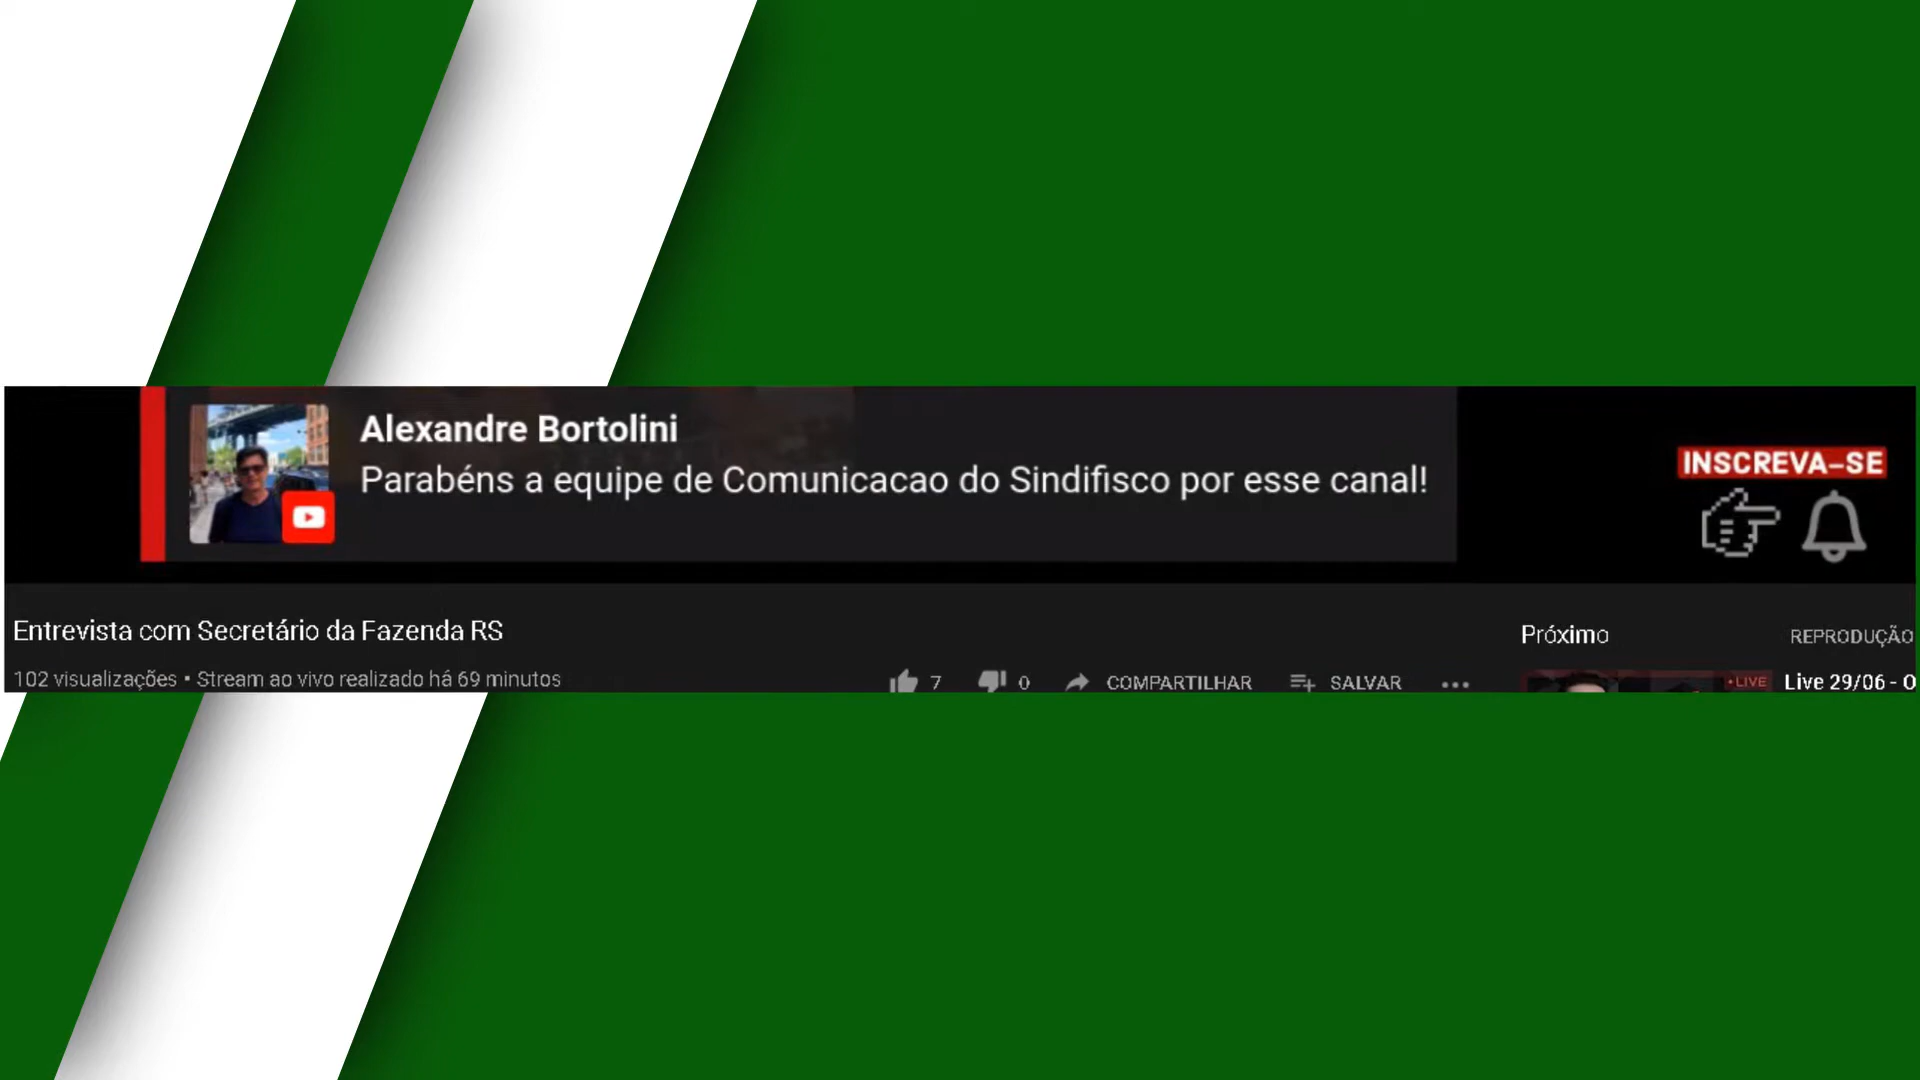 Alexandre Bortolini
Parabéns a equipe de Comunicacao do Sindifisco por esse canal!
INSCREVA-SE
Entrevista com Secretário da Fazenda RS
Próximo
REPRODUÇÃO
102 visualizações • Stream ao vivo realizado há 69 minutos
7
0
COMPARTILHAR
SALVAR
•LIVE
Live 29/06 - O